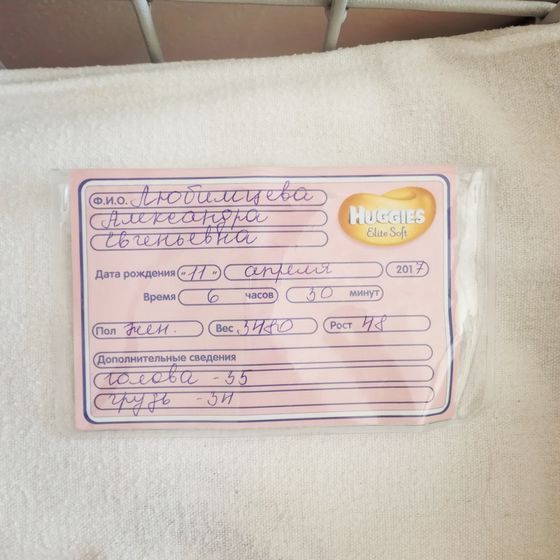 Ф.И.О. Любимцева
Александра
Евгеньевна
HUGGIES
Elite Soft
Дата рождения «11» апреля 2017
Время 6 часов 30 минут
Пол жен. Вес 3480 Рост 48
Дополнительные сведения
голова - 35
грудь - 34